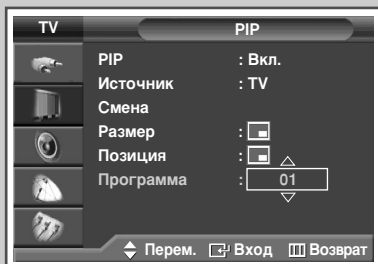 TV PIP
PIP : Вкл.
Источник : TV
Смена
Размер :
Позиция :
Программа : 01
Перем. Вход Возврат